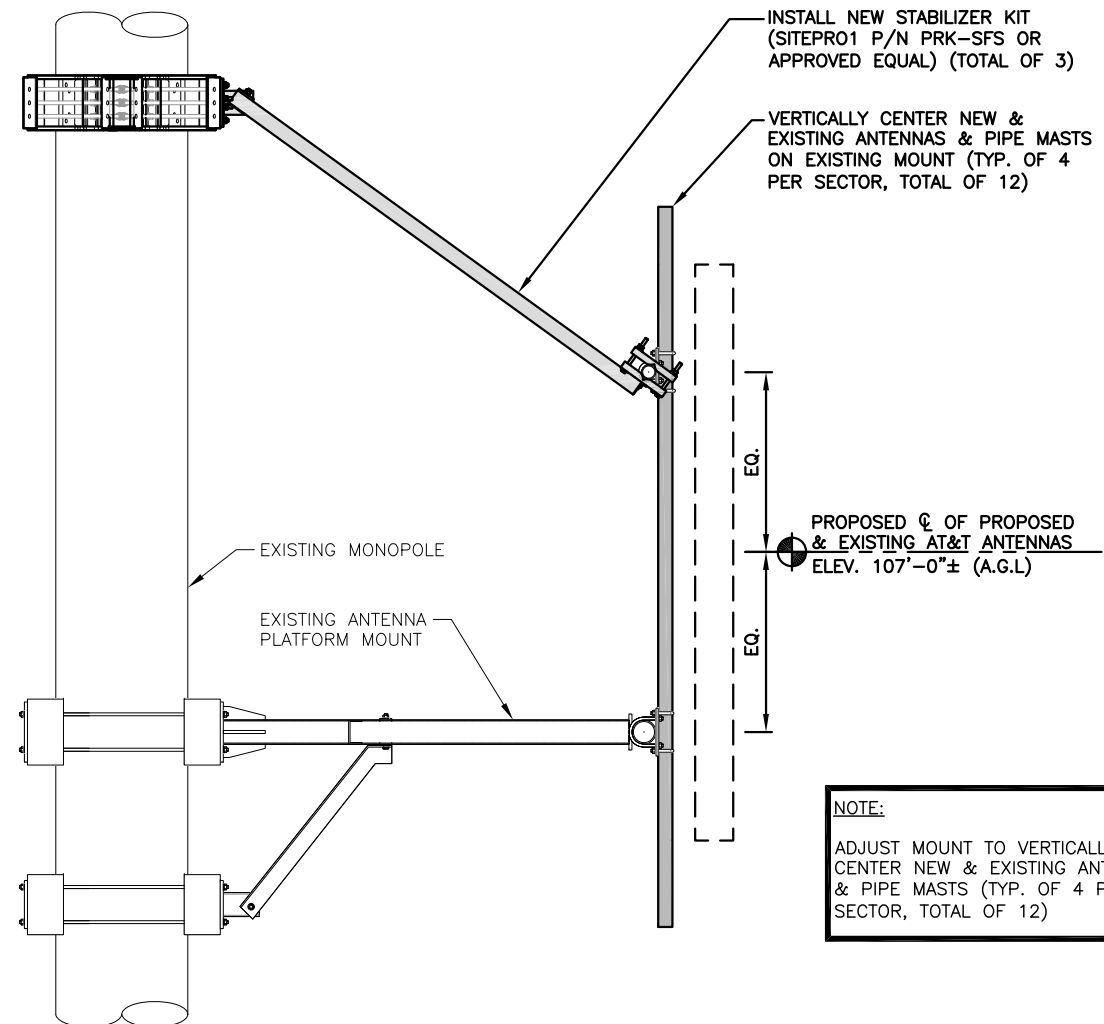 INSTALL NEW STABILIZER KIT
(SITEPRO1 P/N PRK-SFS OR
APPROVED EQUAL) (TOTAL OF 3)
VERTICALLY CENTER NEW &
EXISTING ANTENNAS & PIPE MASTS
ON EXISTING MOUNT (TYP. OF 4
PER SECTOR, TOTAL OF 12)
EQ.
PROPOSED ℄ OF PROPOSED
& EXISTING AT&T ANTENNAS
ELEV. 107'-0"± (A.G.L)
EXISTING MONOPOLE
EXISTING ANTENNA
PLATFORM MOUNT
EQ.
NOTE:
ADJUST MOUNT TO VERTICALL
CENTER NEW & EXISTING ANT
& PIPE MASTS (TYP. OF 4 P
SECTOR, TOTAL OF 12)